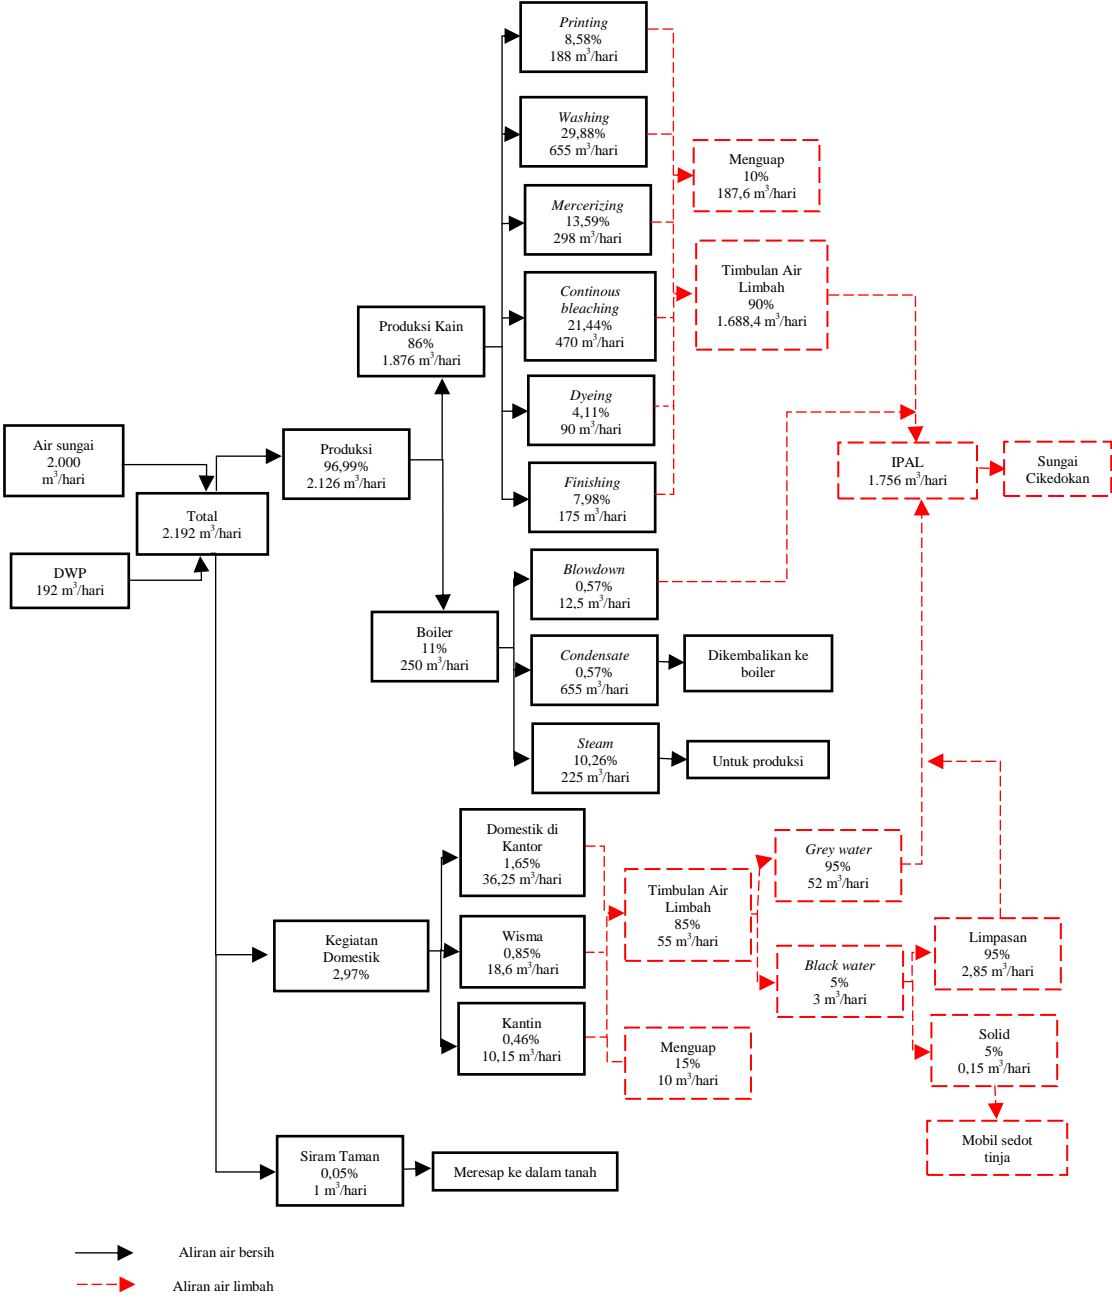 Printing
8,58%
188 m³/hari
Washing
29,88%
655 m³/hari
Menguap
10%
187,6 m³/hari
Mercerizing
13,59%
298 m³/hari
Timbulan Air
Limbah
90%
1.688,4 m³/hari
Continous
bleaching
21,44%
470 m³/hari
Produksi Kain
86%
1.876 m³/hari
Dyeing
4,11%
90 m³/hari
Air sungai
2.000
m³/hari
Produksi
96,99%
2.126 m³/hari
IPAL
1.756 m³/hari
Sungai
Cikedokan
Finishing
7,98%
175 m³/hari
Total
2.192 m³/hari
DWP
192 m³/hari
Blowdown
0,57%
12,5 m³/hari
Boiler
11%
250 m³/hari
Condensate
0,57%
655 m³/hari
Dikembalikan ke
boiler
Steam
10,26%
225 m³/hari
Untuk produksi
Domestik di
Kantor
1,65%
36,25 m³/hari
Grey water
95%
52 m³/hari
Timbulan Air
Limbah
85%
55 m³/hari
Kegiatan
Domestik
2,97%
Wisma
0,85%
18,6 m³/hari
Black water
5%
3 m³/hari
Limpasan
95%
2,85 m³/hari
Kantin
0,46%
10,15 m³/hari
Menguap
15%
10 m³/hari
Solid
5%
0,15 m³/hari
Mobil sedot
tinja
Siram Taman
0,05%
1 m³/hari
Meresap ke dalam tanah
Aliran air bersih
Aliran air limbah